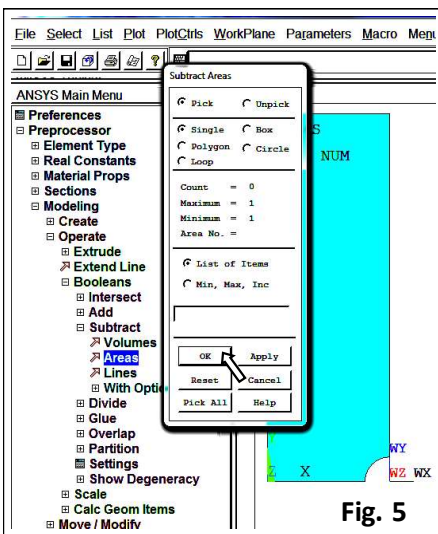 File Select List Plot PlotCtrls WorkPlane Parameters Macro Menu
ANSYS Main Menu
Preferences
Preprocessor
Element Type
Real Constants
Material Props
Sections
Modeling
Create
Operate
Extrude
Extend Line
Booleans
Intersect
Add
Subtract
Volumes
Areas
Lines
With Optio
Divide
Glue
Overlap
Partition
Settings
Show Degeneracy
Scale
Calc Geom Items
Move / Modify
Subtract Areas
Pick Unpick
Single Box
Polygon Circle
Loop
Count = 0
Maximum = 1
Minimum = 1
Area No. =
List of Items
Min, Max, Inc
OK Apply
Reset Cancel
Pick All Help
S
NUM
Y
Z X
WY
WZ WX
Fig. 5